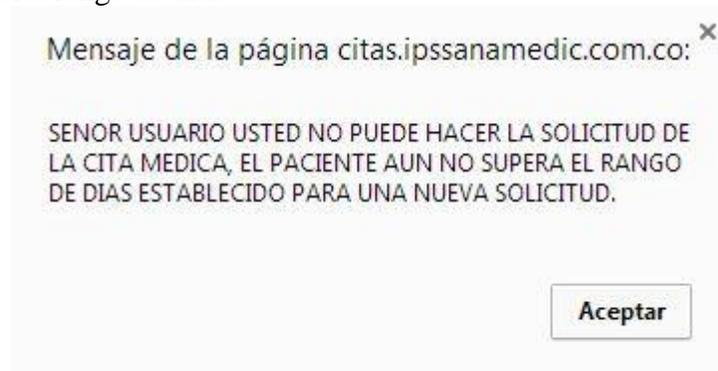 Mensaje de la página citas.ipssanamedic.com.co:
×
SENOR USUARIO USTED NO PUEDE HACER LA SOLICITUD DE
LA CITA MEDICA, EL PACIENTE AUN NO SUPERA EL RANGO
DE DIAS ESTABLECIDO PARA UNA NUEVA SOLICITUD.
Aceptar